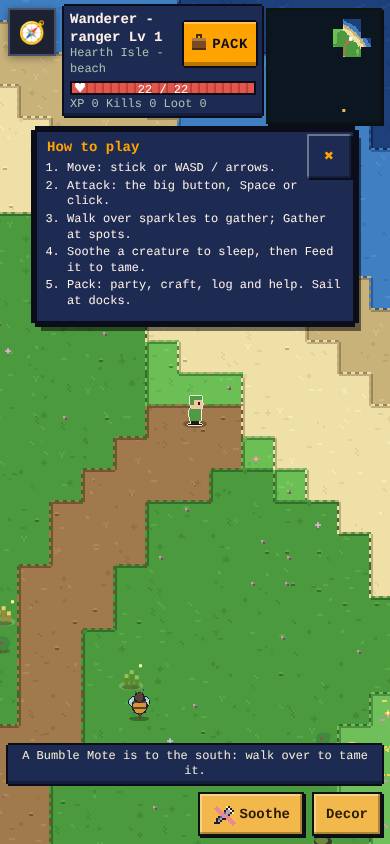 Wanderer -
ranger Lv 1
Hearth Isle -
beach
PACK
22 / 22
XP 0 Kills 0 Loot 0
How to play
×
1. Move: stick or WASD / arrows.
2. Attack: the big button, Space or
click.
3. Walk over sparkles to gather; Gather
at spots.
4. Soothe a creature to sleep, then Feed
it to tame.
5. Pack: party, craft, log and help. Sail
at docks.
A Bumble Mote is to the south: walk over to tame
it.
Soothe
Decor